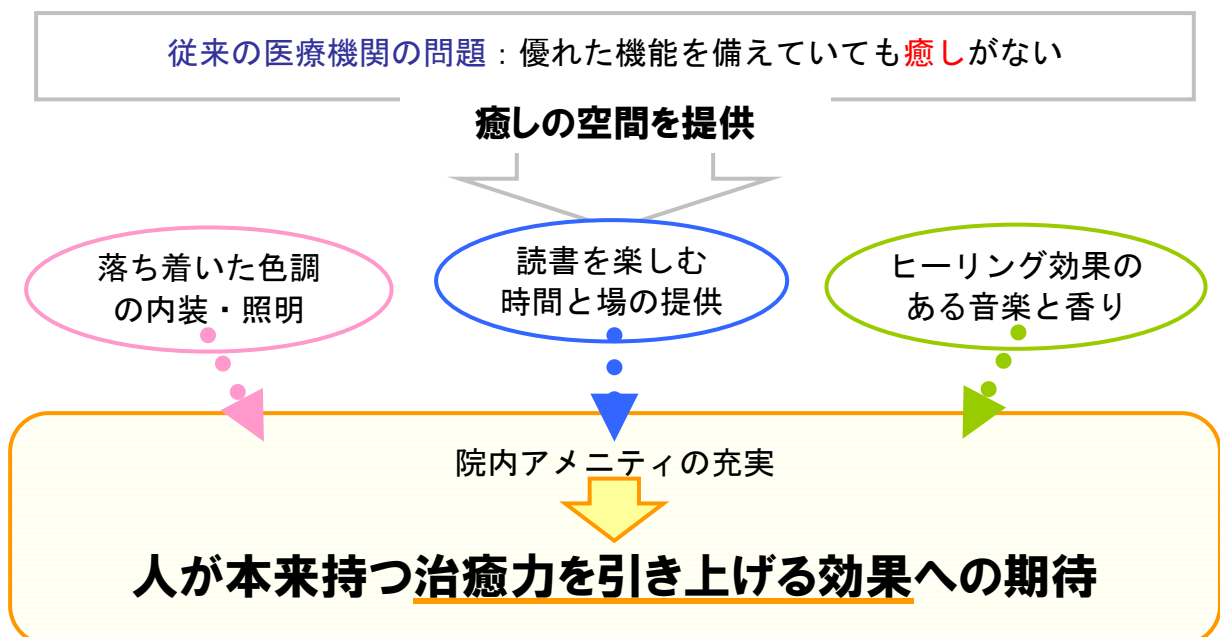 従来の医療機関の問題：優れた機能を備えていても癒しがない
癒しの空間を提供
落ち着いた色調
の内装・照明
読書を楽しむ
時間と場の提供
ヒーリング効果の
ある音楽と香り
院内アメニティの充実
人が本来持つ治癒力を引き上げる効果への期待